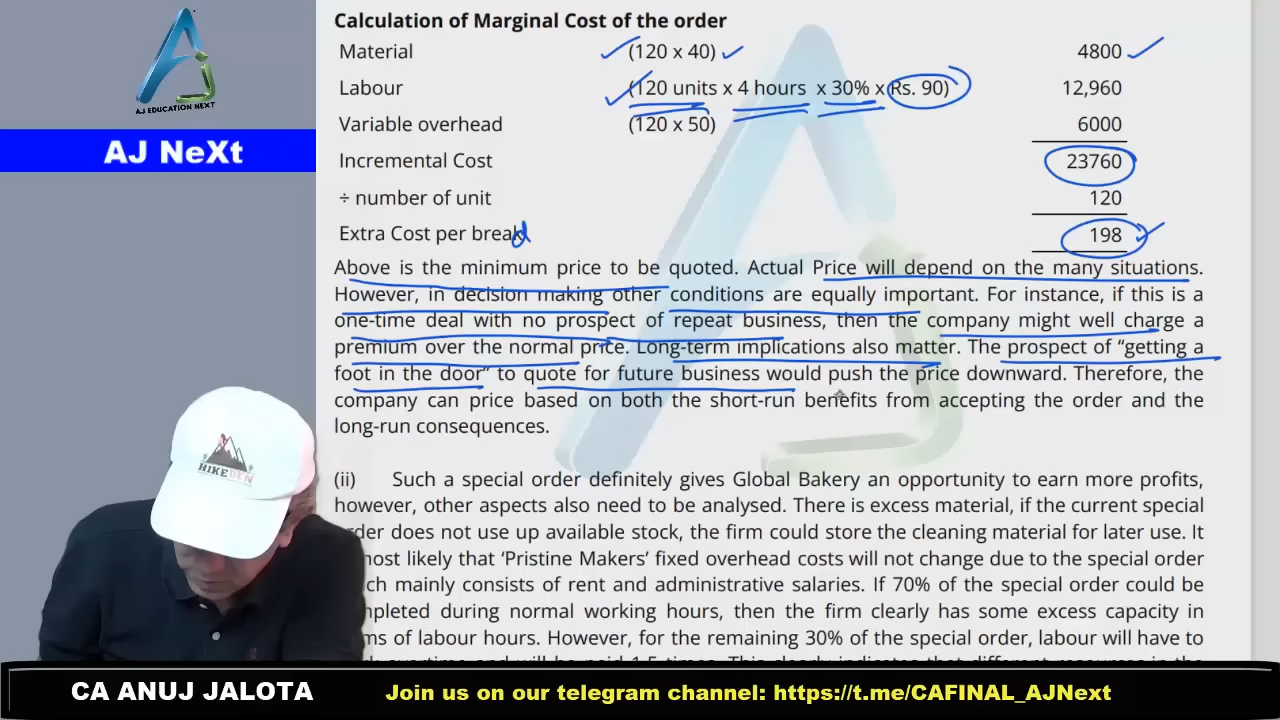 Calculation of Marginal Cost of the order
Material (120 x 40) 4800
Labour (120 units x 4 hours x 30% x Rs. 90) 12,960
Variable overhead (120 x 50) 6000
Incremental Cost 23760
÷ number of unit 120
Extra Cost per bread 198
AJ EDUCATION NEXT
AJ NeXt
Above is the minimum price to be quoted. Actual Price will depend on the many situations.
However, in decision making other conditions are equally important. For instance, if this is a
one-time deal with no prospect of repeat business, then the company might well charge a
premium over the normal price. Long-term implications also matter. The prospect of “getting a
foot in the door” to quote for future business would push the price downward. Therefore, the
company can price based on both the short-run benefits from accepting the order and the
long-run consequences.
(ii) Such a special order definitely gives Global Bakery an opportunity to earn more profits,
however, other aspects also need to be analysed. There is excess material, if the current special
does not use up available stock, the firm could store the cleaning material for later use. It
likely that ‘Pristine Makers’ fixed overhead costs will not change due to the special order
mainly consists of rent and administrative salaries. If 70% of the special order could be
during normal working hours, then the firm clearly has some excess capacity in
of labour hours. However, for the remaining 30% of the special order, labour will have to
HIKEDEN
CA ANUJ JALOTA
Join us on our telegram channel: https://t.me/CAFINAL_AJNext